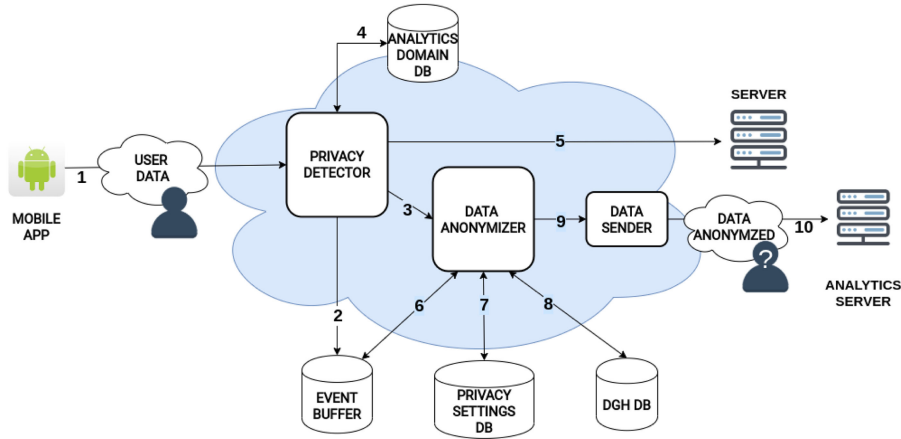 4
ANALYTICS
DOMAIN
DB
SERVER
1
USER
DATA
PRIVACY
DETECTOR
5
MOBILE
APP
3
DATA
ANONYMIZER
9
DATA
SENDER
DATA
ANONYMZED
10
?
ANALYTICS
SERVER
2
6
7
8
EVENT
BUFFER
PRIVACY
SETTINGS
DB
DGH DB